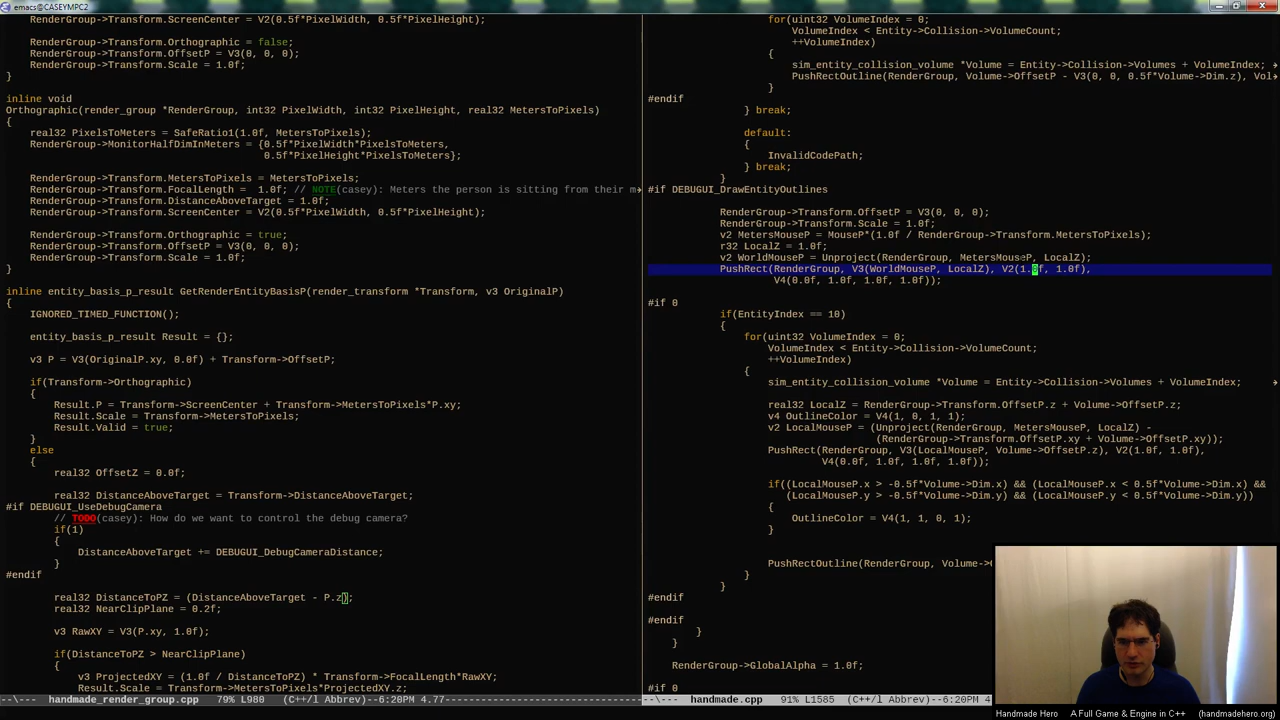 emacs@CASEYMPC2
RenderGroup->Transform.ScreenCenter = V2(0.5f*PixelWidth, 0.5f*PixelHeight);
RenderGroup->Transform.Orthographic = false;
RenderGroup->Transform.OffsetP = V3(0, 0, 0);
RenderGroup->Transform.Scale = 1.0f;
}
inline void
Orthographic(render_group *RenderGroup, int32 PixelWidth, int32 PixelHeight, real32 MetersToPixels)
{
real32 PixelsToMeters = SafeRatio1(1.0f, MetersToPixels);
RenderGroup->MonitorHalfDimInMeters = {0.5f*PixelWidth*PixelsToMeters,
0.5f*PixelHeight*PixelsToMeters};
RenderGroup->Transform.MetersToPixels = MetersToPixels;
RenderGroup->Transform.FocalLength =  1.0f; // NOTE(casey): Meters the person is sitting from their m
RenderGroup->Transform.DistanceAboveTarget = 1.0f;
RenderGroup->Transform.ScreenCenter = V2(0.5f*PixelWidth, 0.5f*PixelHeight);
RenderGroup->Transform.Orthographic = true;
RenderGroup->Transform.OffsetP = V3(0, 0, 0);
RenderGroup->Transform.Scale = 1.0f;
}
inline entity_basis_p_result GetRenderEntityBasisP(render_transform *Transform, v3 OriginalP)
{
IGNORED_TIMED_FUNCTION();
entity_basis_p_result Result = {};
v3 P = V3(OriginalP.xy, 0.0f) + Transform->OffsetP;
if(Transform->Orthographic)
{
Result.P = Transform->ScreenCenter + Transform->MetersToPixels*P.xy;
Result.Scale = Transform->MetersToPixels;
Result.Valid = true;
}
else
{
real32 OffsetZ = 0.0f;
real32 DistanceAboveTarget = Transform->DistanceAboveTarget;
#if DEBUGUI_UseDebugCamera
// TODO(casey): How do we want to control the debug camera?
if(1)
{
DistanceAboveTarget += DEBUGUI_DebugCameraDistance;
}
#endif
real32 DistanceToPZ = (DistanceAboveTarget - P.z);
real32 NearClipPlane = 0.2f;
v3 RawXY = V3(P.xy, 1.0f);
if(DistanceToPZ > NearClipPlane)
{
v3 ProjectedXY = (1.0f / DistanceToPZ) * Transform->FocalLength*RawXY;
Result.Scale = Transform->MetersToPixels*ProjectedXY.z;
--\--- handmade_render_group.cpp   79% L980   (C++/l Abbrev)--6:20PM 4.77
for(uint32 VolumeIndex = 0;
VolumeIndex < Entity->Collision->VolumeCount;
++VolumeIndex)
{
sim_entity_collision_volume *Volume = Entity->Collision->Volumes + VolumeIndex;
PushRectOutline(RenderGroup, Volume->OffsetP - V3(0, 0, 0.5f*Volume->Dim.z), Vol
}
#endif
} break;
default:
{
InvalidCodePath;
} break;
}
#if DEBUGUI_DrawEntityOutlines
RenderGroup->Transform.OffsetP = V3(0, 0, 0);
RenderGroup->Transform.Scale = 1.0f;
v2 MetersMouseP = MouseP*(1.0f / RenderGroup->Transform.MetersToPixels);
r32 LocalZ = 1.0f;
v2 WorldMouseP = Unproject(RenderGroup, MetersMouseP, LocalZ);
PushRect(RenderGroup, V3(WorldMouseP, LocalZ), V2(1.0f, 1.0f),
V4(0.0f, 1.0f, 1.0f, 1.0f));
#if 0
if(EntityIndex == 10)
{
for(uint32 VolumeIndex = 0;
VolumeIndex < Entity->Collision->VolumeCount;
++VolumeIndex)
{
sim_entity_collision_volume *Volume = Entity->Collision->Volumes + VolumeIndex;
real32 LocalZ = RenderGroup->Transform.OffsetP.z + Volume->OffsetP.z;
v4 OutlineColor = V4(1, 0, 1, 1);
v2 LocalMouseP = (Unproject(RenderGroup, MetersMouseP, LocalZ) -
(RenderGroup->Transform.OffsetP.xy + Volume->OffsetP.xy));
PushRect(RenderGroup, V3(LocalMouseP, Volume->OffsetP.z), V2(1.0f, 1.0f),
V4(0.0f, 1.0f, 1.0f, 1.0f));
if((LocalMouseP.x > -0.5f*Volume->Dim.x) && (LocalMouseP.x < 0.5f*Volume->Dim.x) &&
(LocalMouseP.y > -0.5f*Volume->Dim.y) && (LocalMouseP.y < 0.5f*Volume->Dim.y))
{
OutlineColor = V4(1, 1, 0, 1);
}
PushRectOutline(RenderGroup, Volume->
}
}
#endif
#endif
}
}
RenderGroup->GlobalAlpha = 1.0f;
#if 0
--\--- handmade.cpp   91% L1585  (C++/l Abbrev)--6:20PM 4
Handmade Hero   A Full Game & Engine in C++   (handmadehero.org)